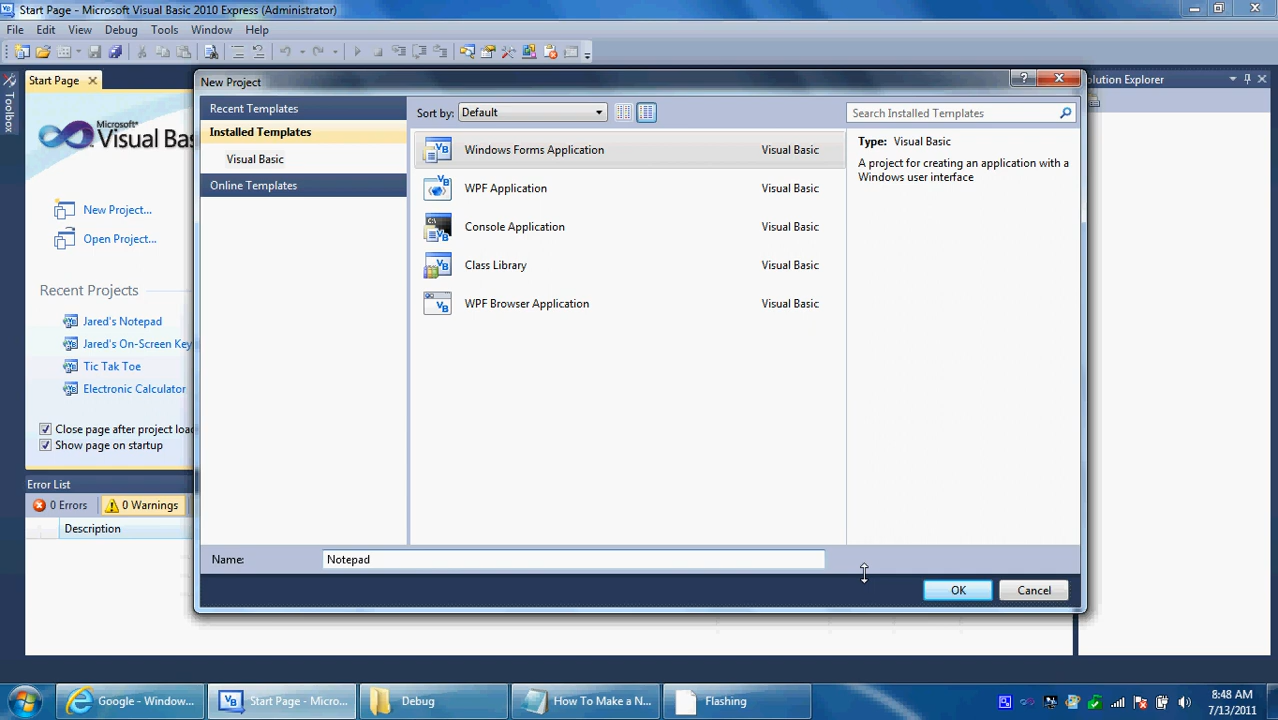 Start Page - Microsoft Visual Basic 2010 Express (Administrator)
File Edit View Debug Tools Window Help
Start Page
Toolbox
Microsoft®
Visual Bas
New Project...
Open Project...
Recent Projects
Jared's Notepad
Jared's On-Screen Key
Tic Tak Toe
Electronic Calculator
Close page after project load
Show page on startup
Error List
0 Errors
0 Warnings
Description
New Project
Recent Templates
Installed Templates
Visual Basic
Online Templates
Sort by: Default
Windows Forms Application Visual Basic
WPF Application Visual Basic
Console Application Visual Basic
Class Library Visual Basic
WPF Browser Application Visual Basic
Search Installed Templates
Type: Visual Basic
A project for creating an application with a
Windows user interface
Name: Notepad
OK Cancel
olution Explorer
Google - Window...
Start Page - Micro...
Debug
How To Make a N...
Flashing
8:48 AM
7/13/2011